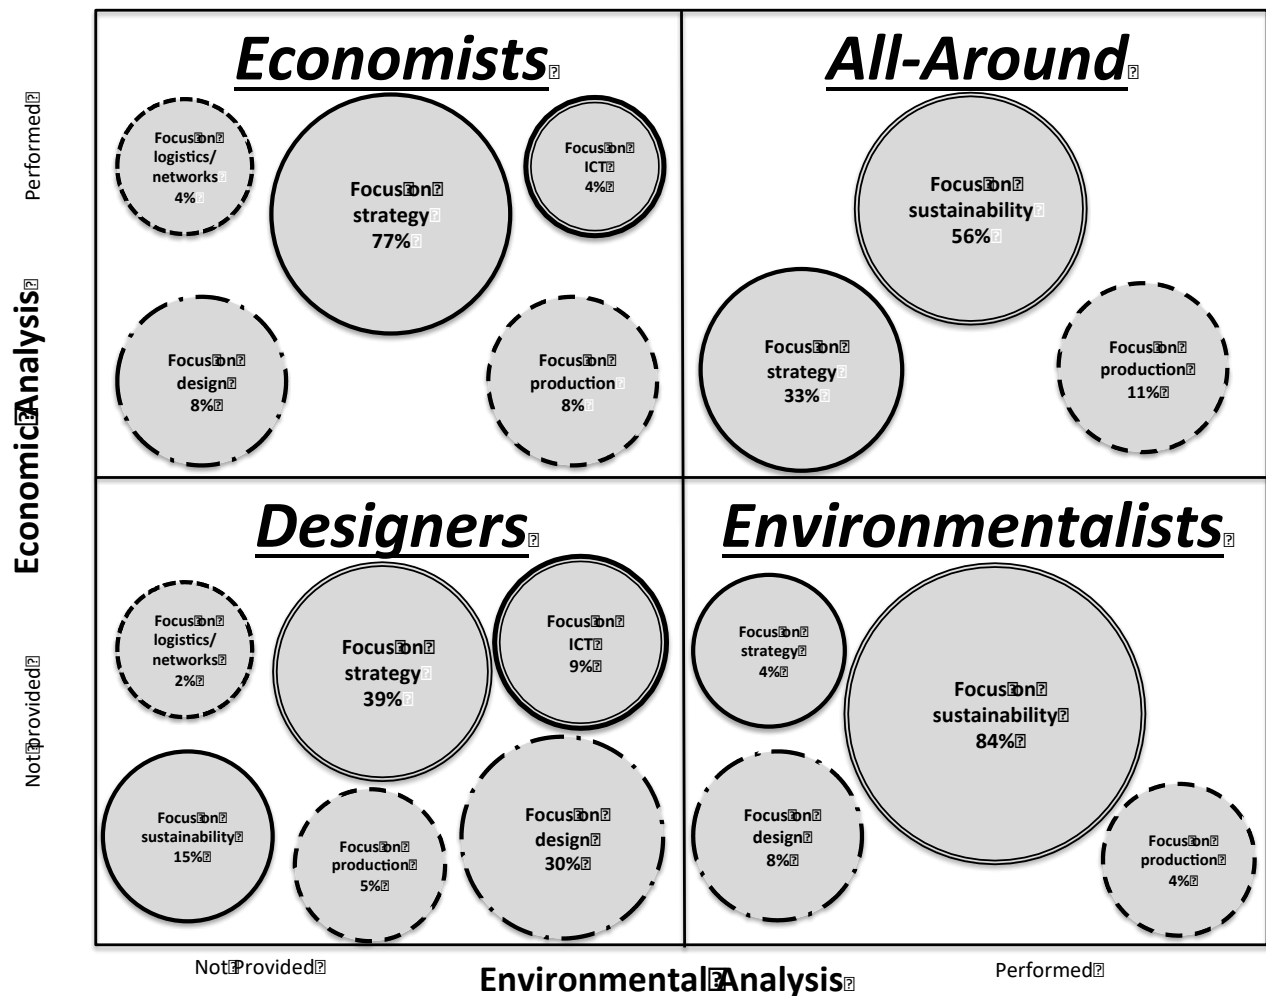 Economists
All-Around
Performed
Focus on
logistics/
networks
4%
Focus on
strategy
77%
Focus on
ICT
4%
Focus on
design
8%
Focus on
production
8%
Focus on
sustainability
56%
Focus on
strategy
33%
Focus on
production
11%
Economic Analysis
Designers
Environmentalists
Not provided
Focus on
logistics/
networks
2%
Focus on
strategy
39%
Focus on
ICT
9%
Focus on
sustainability
15%
Focus on
production
5%
Focus on
design
30%
Focus on
strategy
4%
Focus on
sustainability
84%
Focus on
design
8%
Focus on
production
4%
Not Provided
Environmental Analysis
Performed